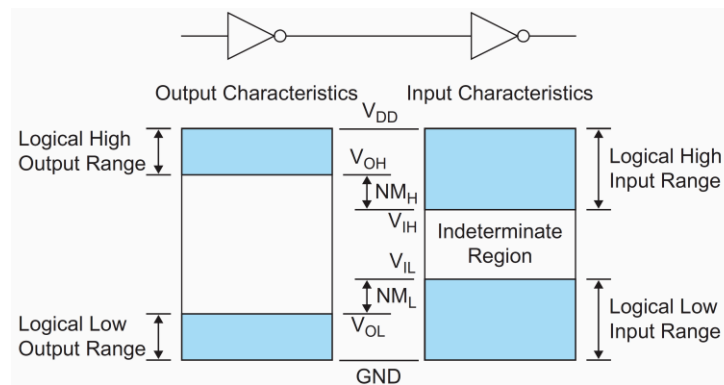 Output Characteristics
Input Characteristics
V_DD
Logical High
Output Range
V_OH
NM_H
V_IH
Logical High
Input Range
Indeterminate
Region
V_IL
NM_L
V_OL
Logical Low
Output Range
Logical Low
Input Range
GND